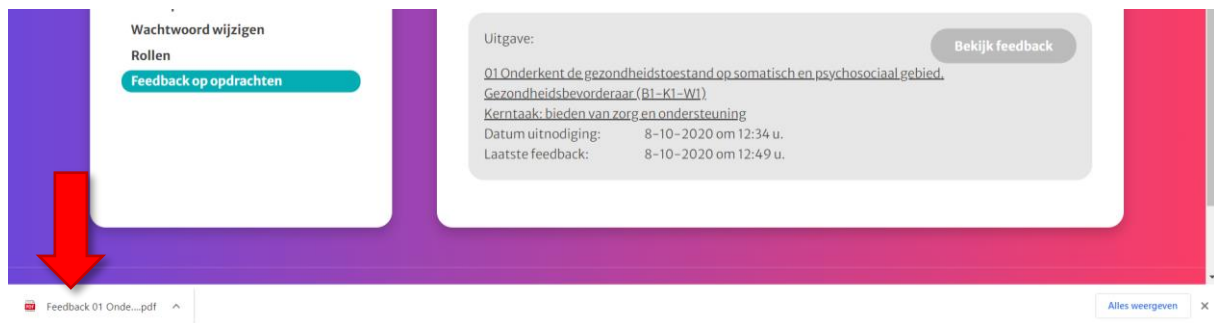 Wachtwoord wijzigen
Rollen
Feedback op opdrachten
Uitgave:
Bekijk feedback
01 Onderkent de gezondheidstoestand op somatisch en psychosociaal gebied,
Gezondheidsbevorderaar (B1-K1-W1)
Kerntaak: bieden van zorg en ondersteuning
Datum uitnodiging: 8-10-2020 om 12:34 u.
Laatste feedback: 8-10-2020 om 12:49 u.
Feedback 01 Onde....pdf
Alles weergeven